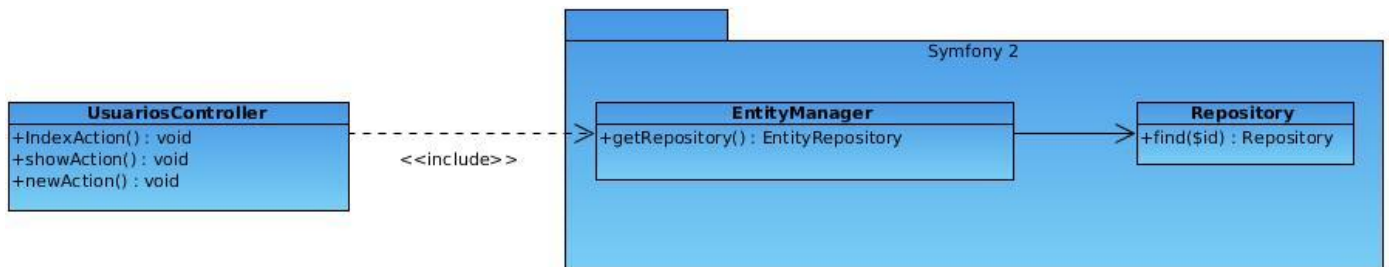 Symfony 2
UsuariosController
+IndexAction() : void
+showAction() : void
+newAction() : void
<<include>>
EntityManager
+getRepository() : EntityRepository
Repository
+find($id) : Repository